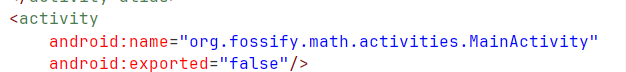 <activity
android:name="org.fossify.math.activities.MainActivity"
android:exported="false"/>